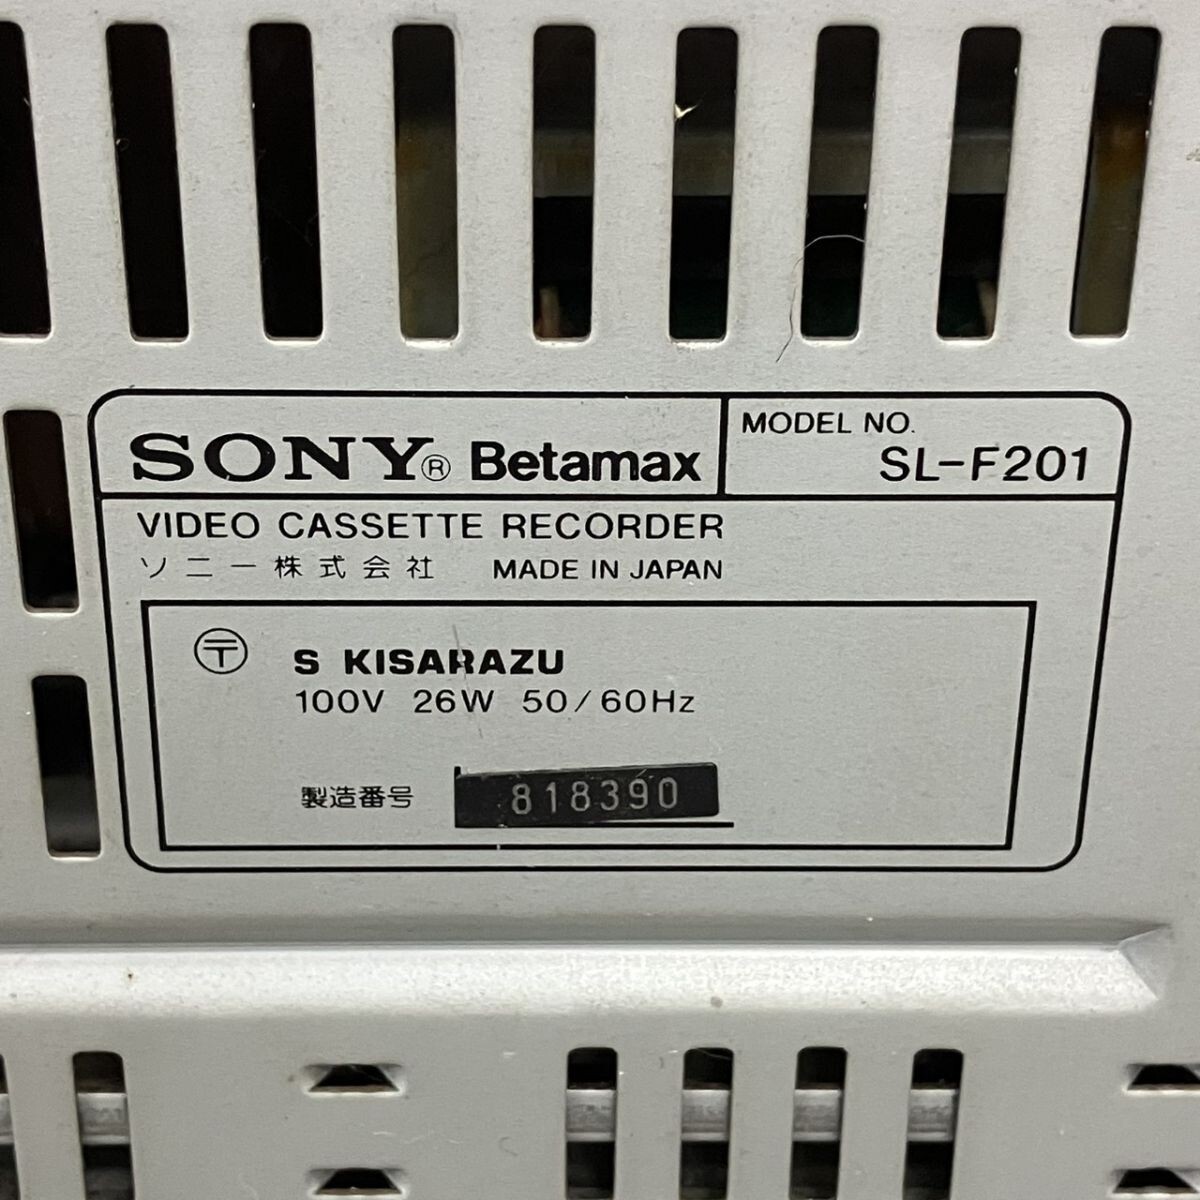 SONY® Betamax
MODEL NO.
SL-F201
VIDEO CASSETTE RECORDER
ソニー株式会社 MADE IN JAPAN
〶 S KISARAZU
100V 26W 50/60Hz
製造番号 818390